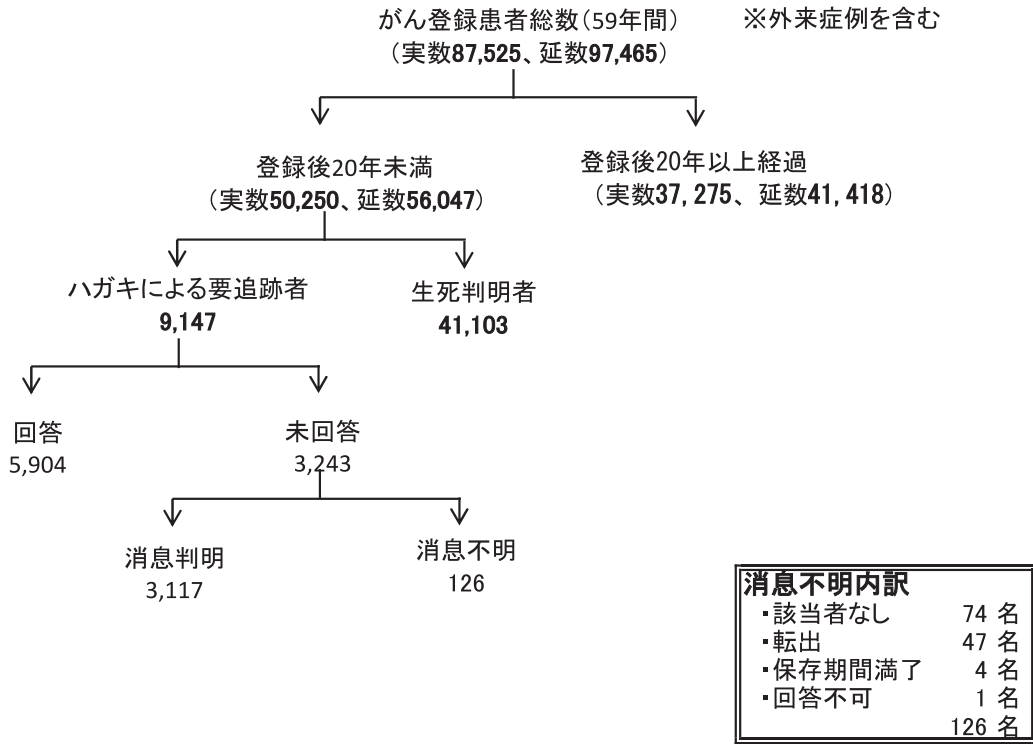 がん登録患者総数(59年間) ※外来症例を含む
(実数87,525、延数97,465)
登録後20年未満
(実数50,250、延数56,047)
登録後20年以上経過
(実数37,275、延数41,418)
ハガキによる要追跡者
9,147
生死判明者
41,103
回答
5,904
未回答
3,243
消息判明
3,117
消息不明
126
消息不明内訳
・該当者なし 74 名
・転出 47 名
・保存期間満了 4 名
・回答不可 1 名
126 名